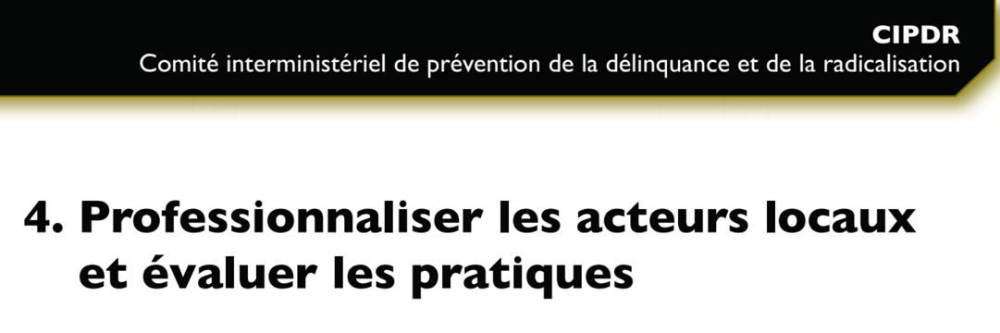 CIPDR
Comité interministériel de prévention de la délinquance et de la radicalisation
4. Professionnaliser les acteurs locaux
et évaluer les pratiques